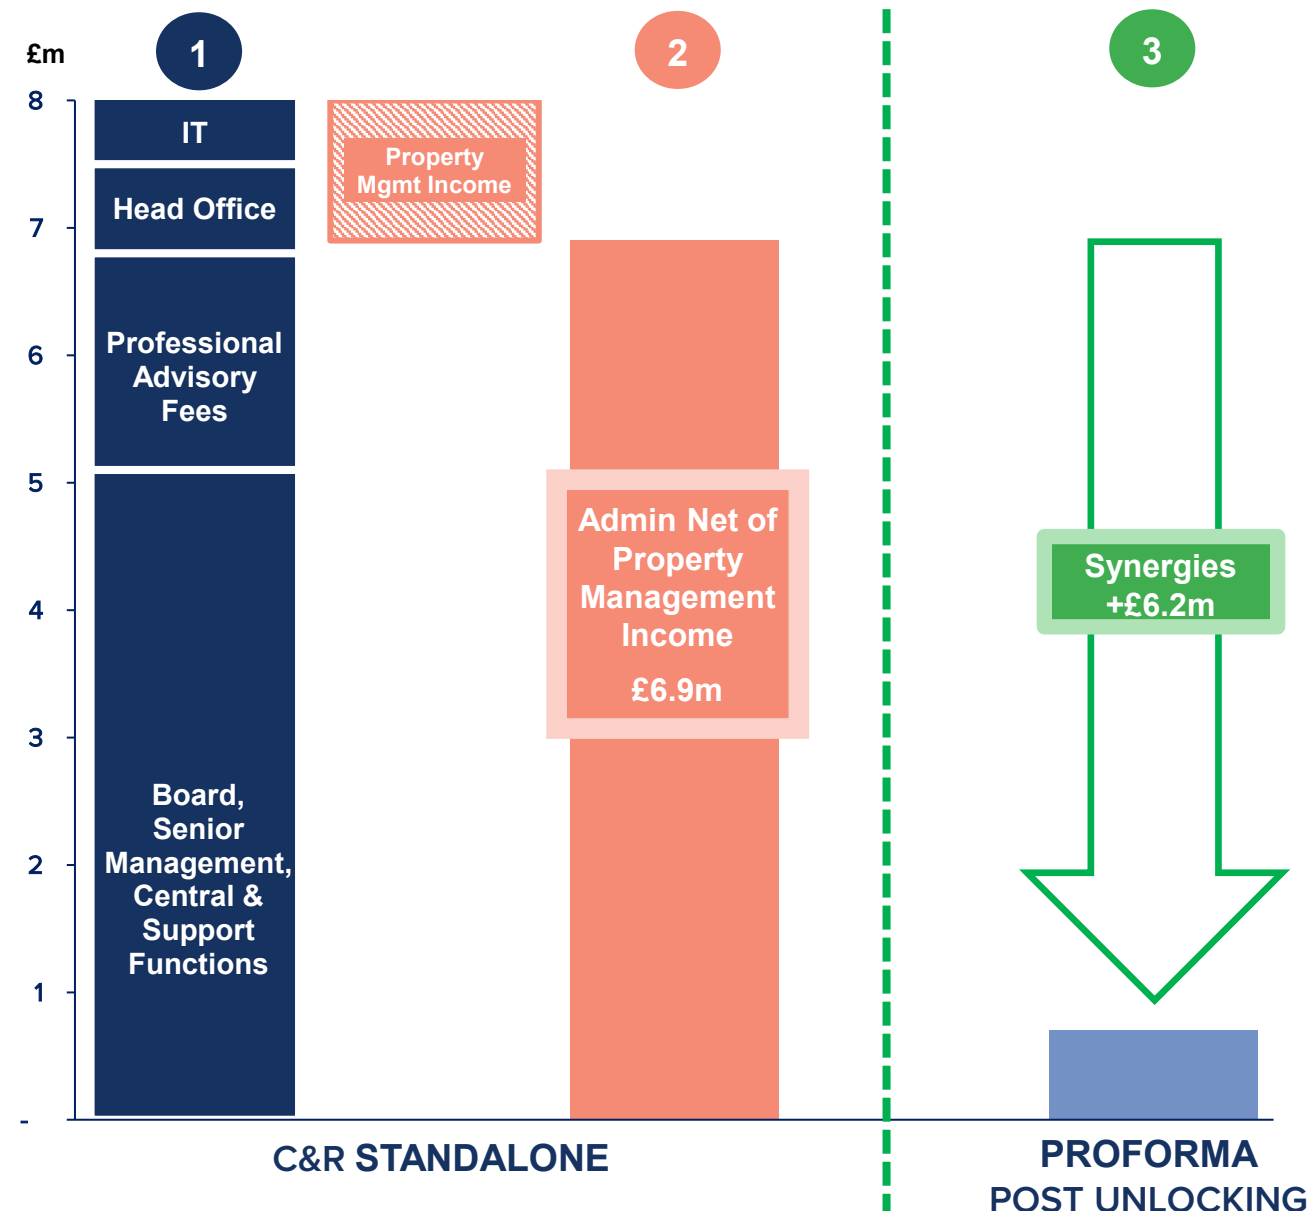 £m
1
2
3
8
7
6
5
4
3
2
1
-
IT
Head Office
Professional
Advisory
Fees
Board,
Senior
Management,
Central &
Support
Functions
Property
Mgmt Income
Admin Net of
Property
Management
Income
£6.9m
Synergies
+£6.2m
C&R STANDALONE
PROFORMA
POST UNLOCKING